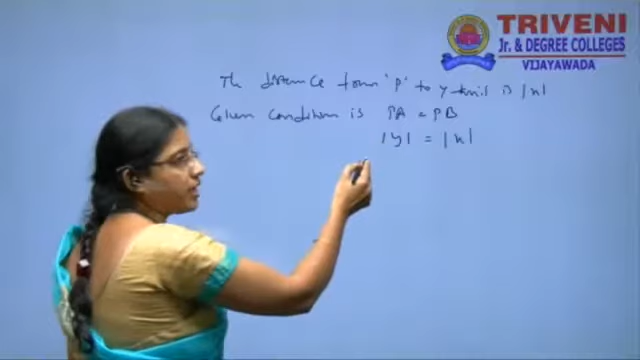 TRIVENI
Jr. & DEGREE COLLEGES
VIJAYAWADA
The distance from 'P' to y-axis is |x|
Given condition is PA = PB
|y| = |x|